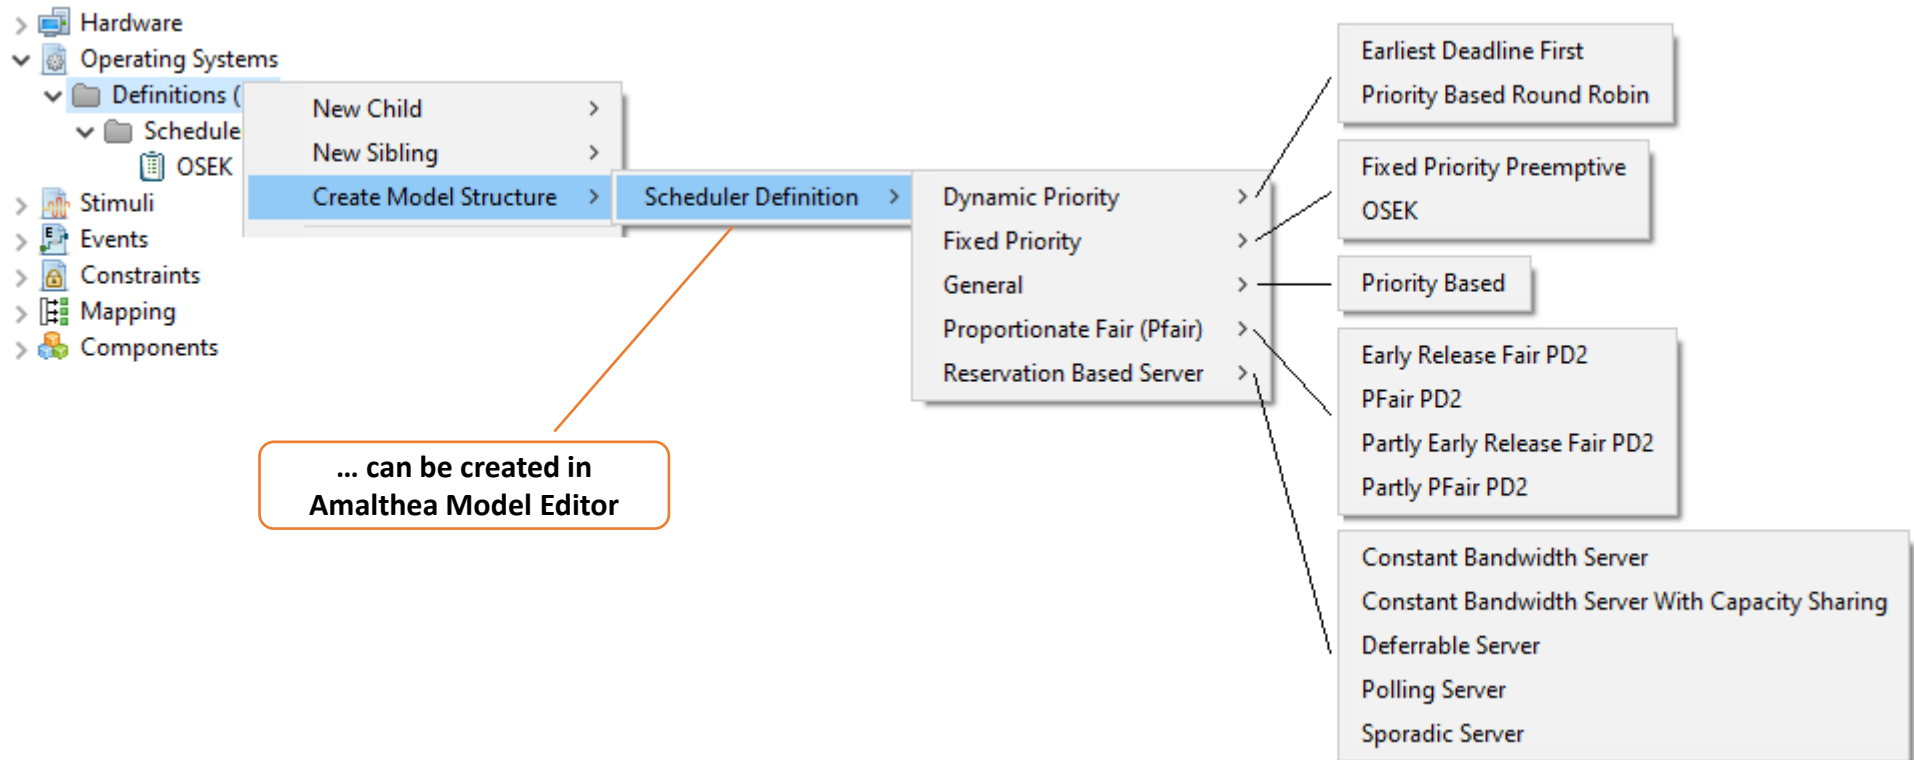 Hardware
Operating Systems
Definitions (
Schedule
OSEK
Stimuli
Events
Constraints
Mapping
Components
New Child
New Sibling
Create Model Structure
Scheduler Definition
Dynamic Priority
Fixed Priority
General
Proportionate Fair (Pfair)
Reservation Based Server
Earliest Deadline First
Priority Based Round Robin
Fixed Priority Preemptive
OSEK
Priority Based
Early Release Fair PD2
PFair PD2
Partly Early Release Fair PD2
Partly PFair PD2
Constant Bandwidth Server
Constant Bandwidth Server With Capacity Sharing
Deferrable Server
Polling Server
Sporadic Server
... can be created in
Amalthea Model Editor